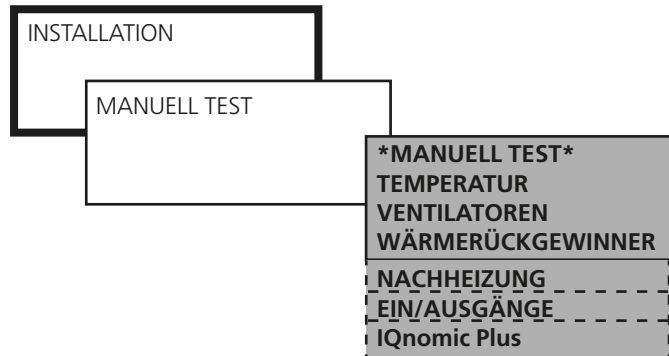 INSTALLATION
MANUELL TEST
*MANUELL TEST*
TEMPERATUR
VENTILATOREN
WÄRMERÜCKGEWINNER
NACHHEIZUNG
EIN/AUSGÄNGE
IQnomic Plus